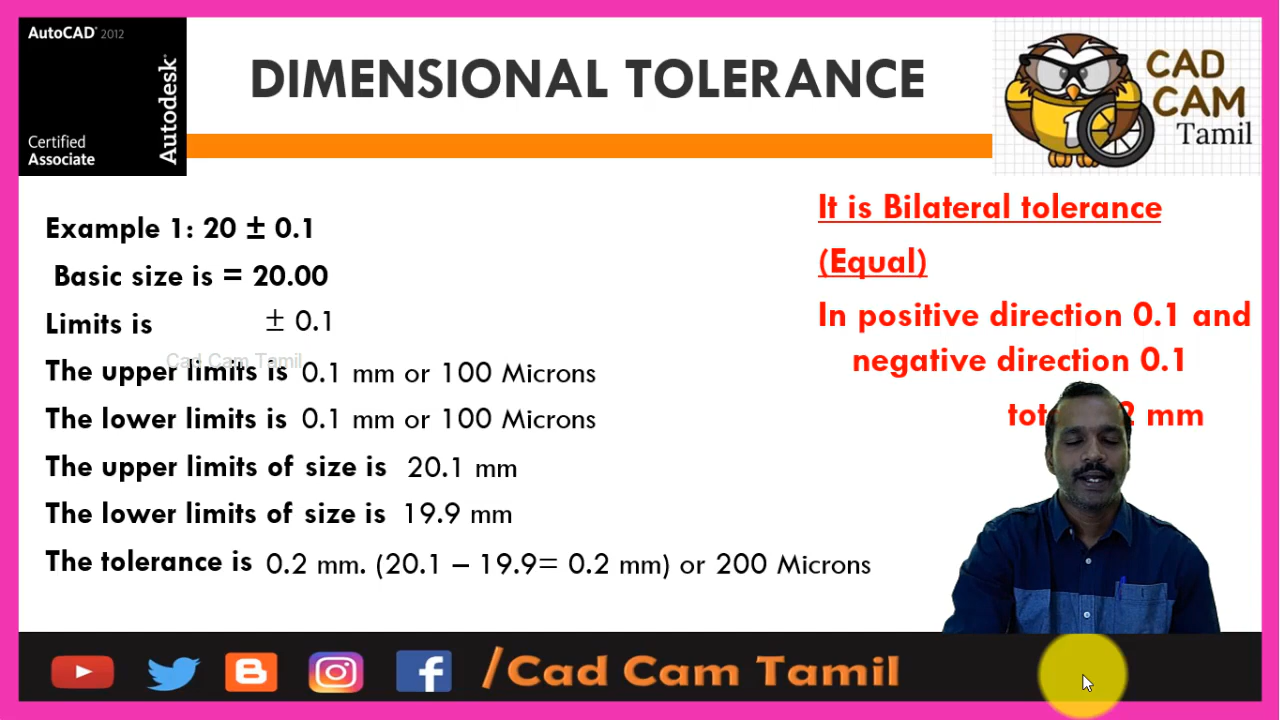 AutoCAD 2012
Autodesk
Certified
Associate
DIMENSIONAL TOLERANCE
CAD
CAM
Tamil
1
Example 1: 20 ± 0.1
Basic size is = 20.00
Limits is ± 0.1
Cad Cam Tamil
The upper limits is 0.1 mm or 100 Microns
The lower limits is 0.1 mm or 100 Microns
The upper limits of size is 20.1 mm
The lower limits of size is 19.9 mm
The tolerance is 0.2 mm. (20.1 – 19.9= 0.2 mm) or 200 Microns
It is Bilateral tolerance
(Equal)
In positive direction 0.1 and
negative direction 0.1
mm
/Cad Cam Tamil